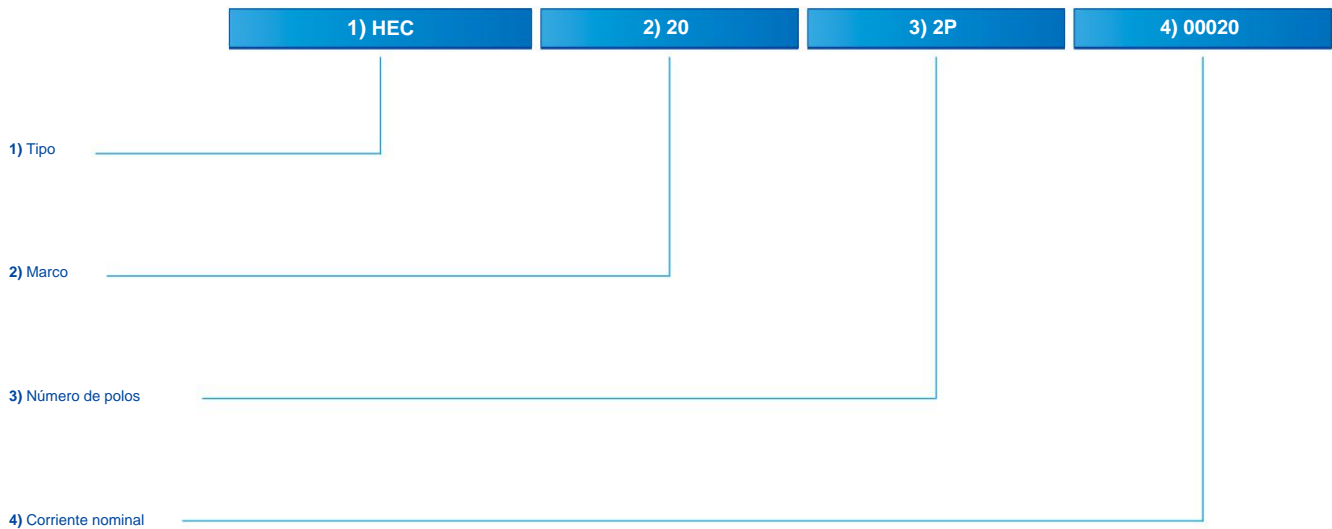 1) HEC
2) 20
3) 2P
4) 00020
1) Tipo
2) Marco
3) Número de polos
4) Corriente nominal